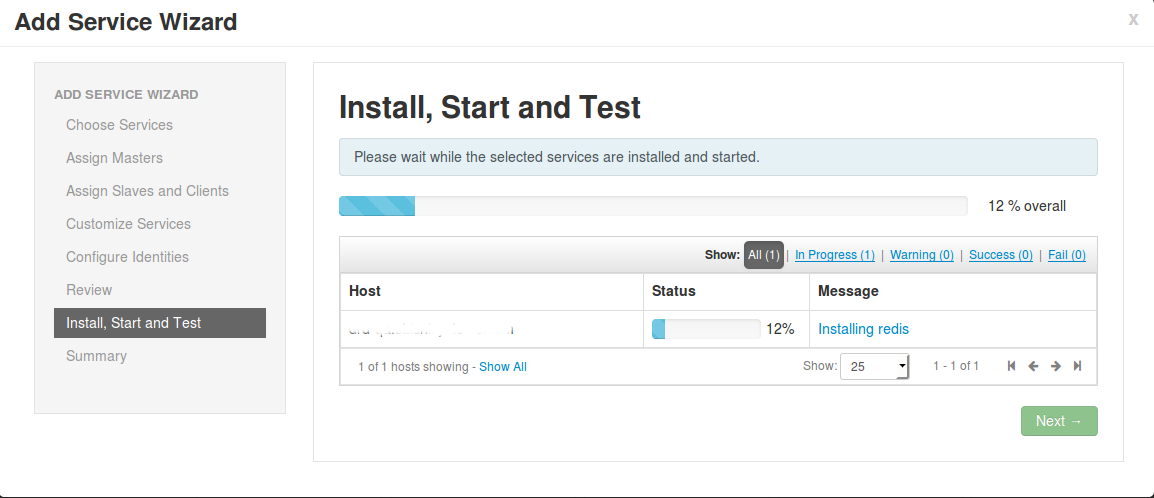 Add Service Wizard
x
ADD SERVICE WIZARD
Choose Services
Assign Masters
Assign Slaves and Clients
Customize Services
Configure Identities
Review
Install, Start and Test
Summary
Install, Start and Test
Please wait while the selected services are installed and started.
12 % overall
Show: All (1) | In Progress (1) | Warning (0) | Success (0) | Fail (0)
Host Status Message
12% Installing redis
1 of 1 hosts showing - Show All Show: 25 1 - 1 of 1
Next →